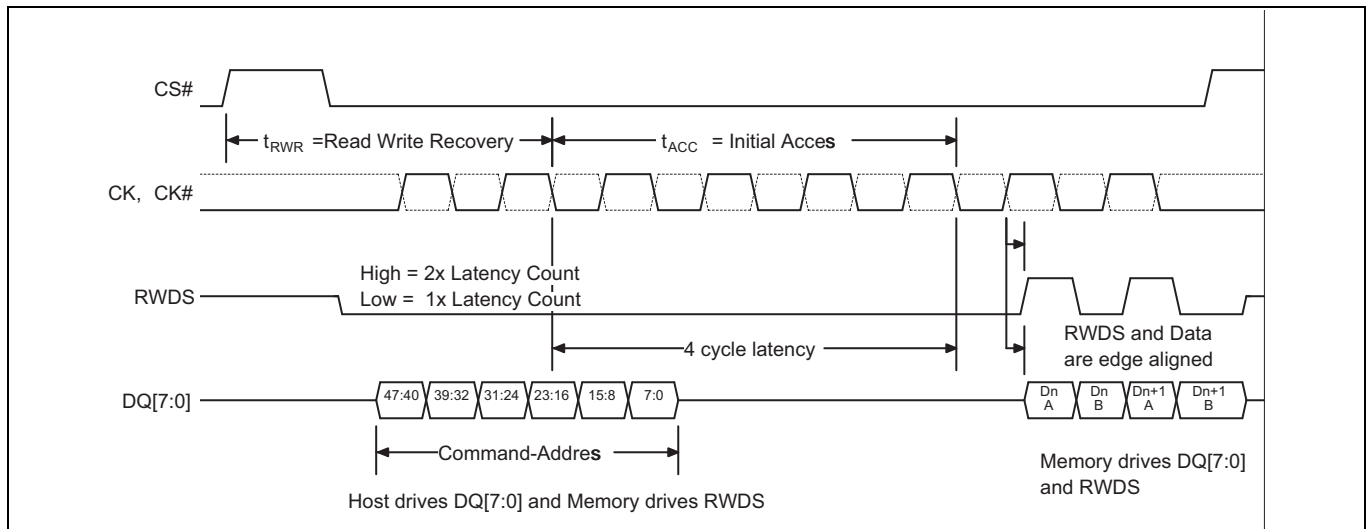 CS#
tRWR =Read Write Recovery
tACC = Initial Acces
CK, CK#
High = 2x Latency Count
Low = 1x Latency Count
RWDS
4 cycle latency
RWDS and Data
are edge aligned
DQ[7:0]
47:40 39:32 31:24 23:16 15:8 7:0
Dn Dn Dn+1 Dn+1
A B A B
Command-Addres
Memory drives DQ[7:0]
and RWDS
Host drives DQ[7:0] and Memory drives RWDS